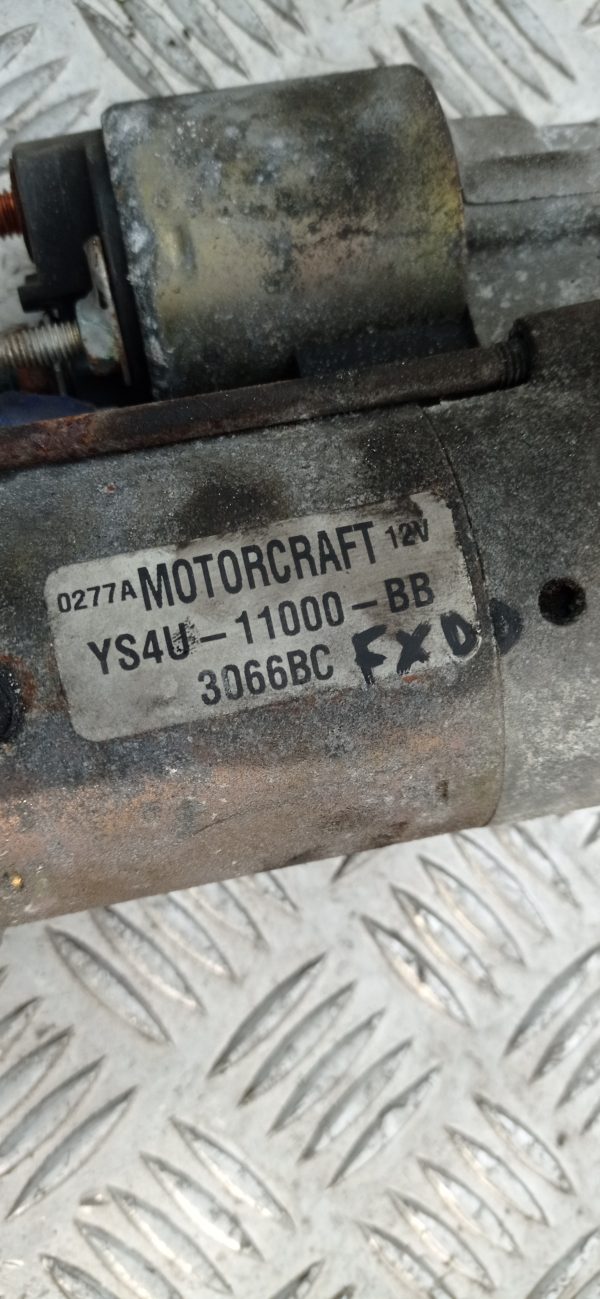 0277A MOTORCRAFT 12V
YS4U-11000-BB
3066BC FXDD